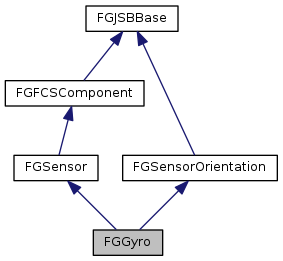 FGJSBBase
FGFCSComponent
FGSensor
FGSensorOrientation
FGGyro